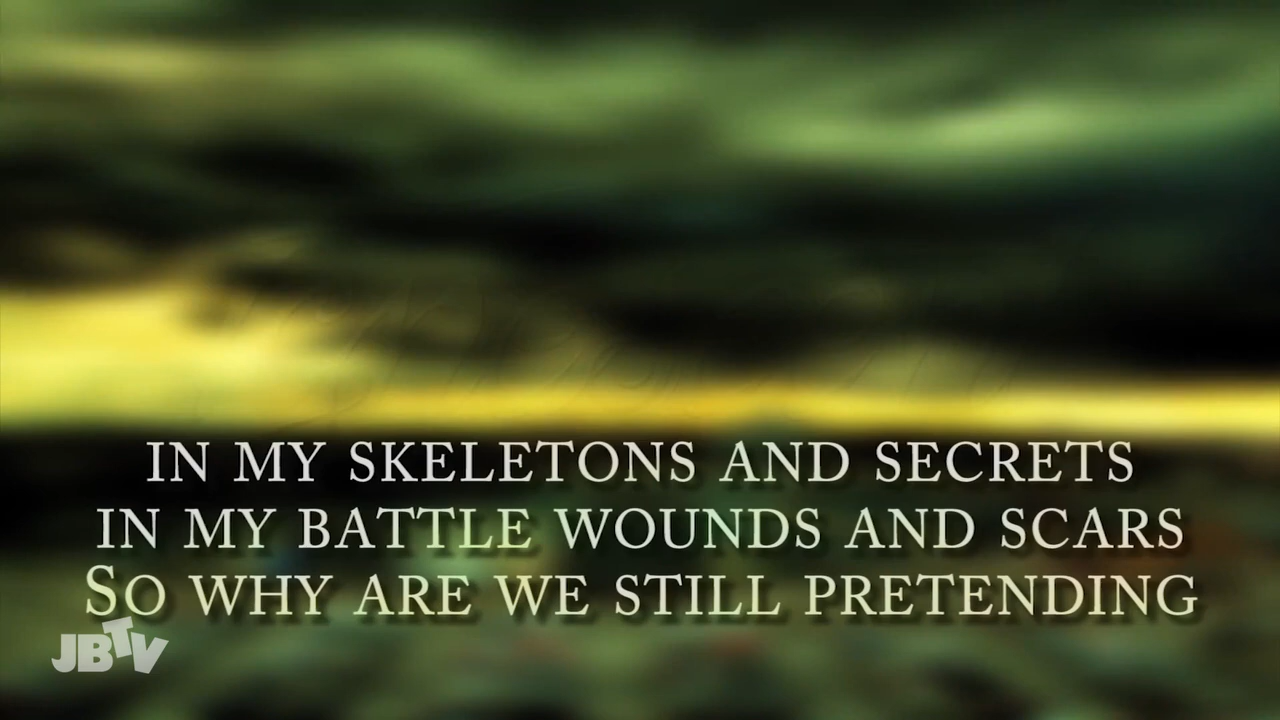 IN MY SKELETONS AND SECRETS
IN MY BATTLE WOUNDS AND SCARS
SO WHY ARE WE STILL PRETENDING
JBTV